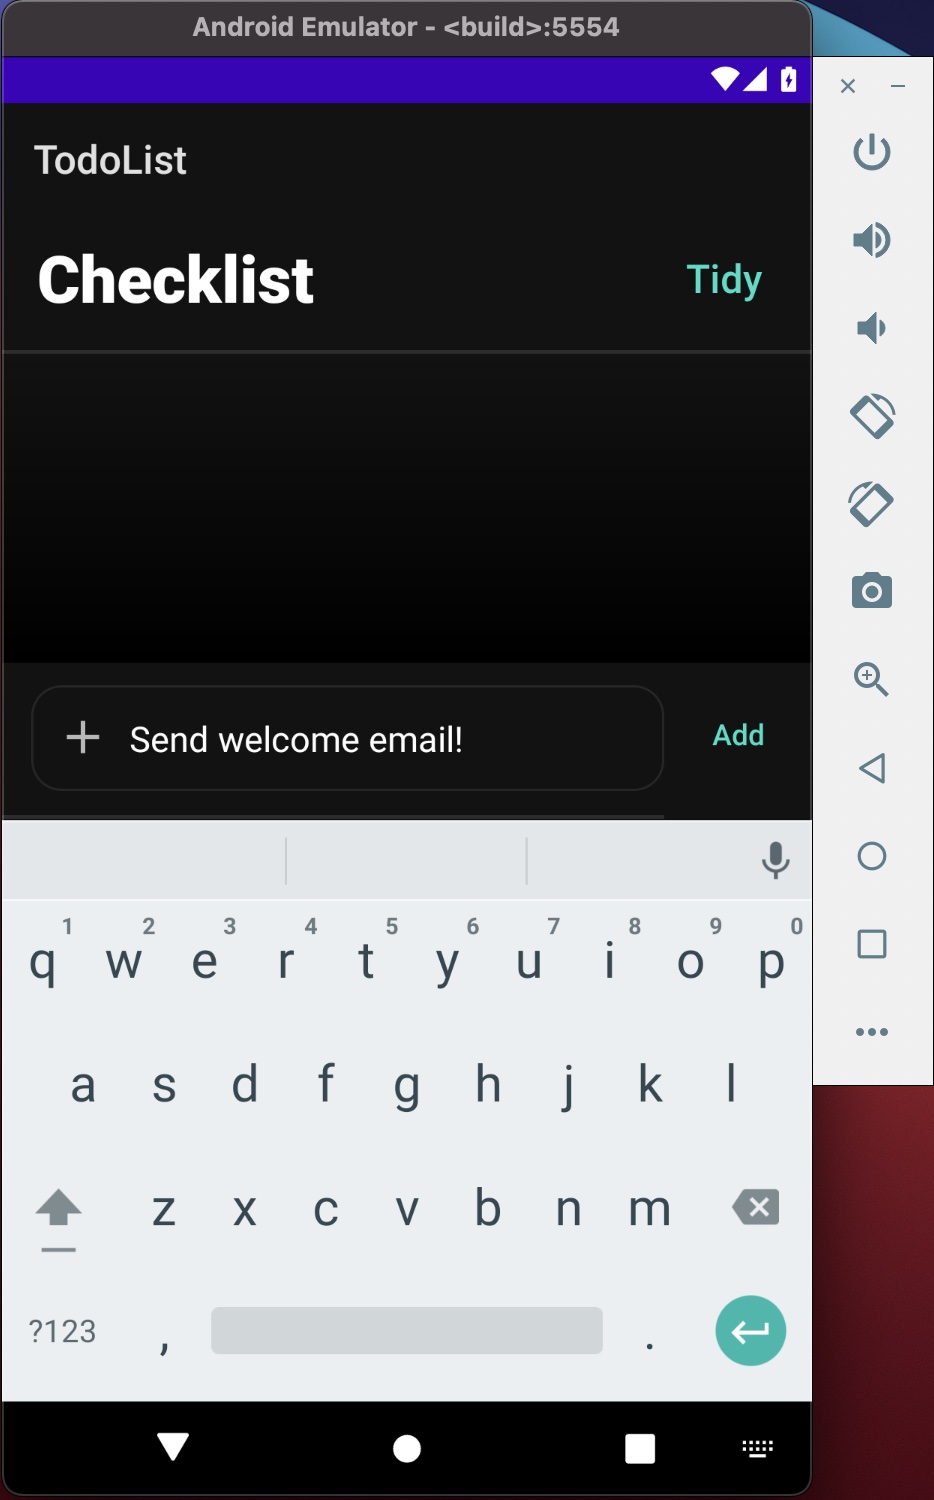 Android Emulator - <build>:5554
TodoList
Checklist Tidy
Send welcome email! Add
1 2 3 4 5 6 7 8 9 0
q w e r t y u i o p
a s d f g h j k l
z x c v b n m
?123 , .